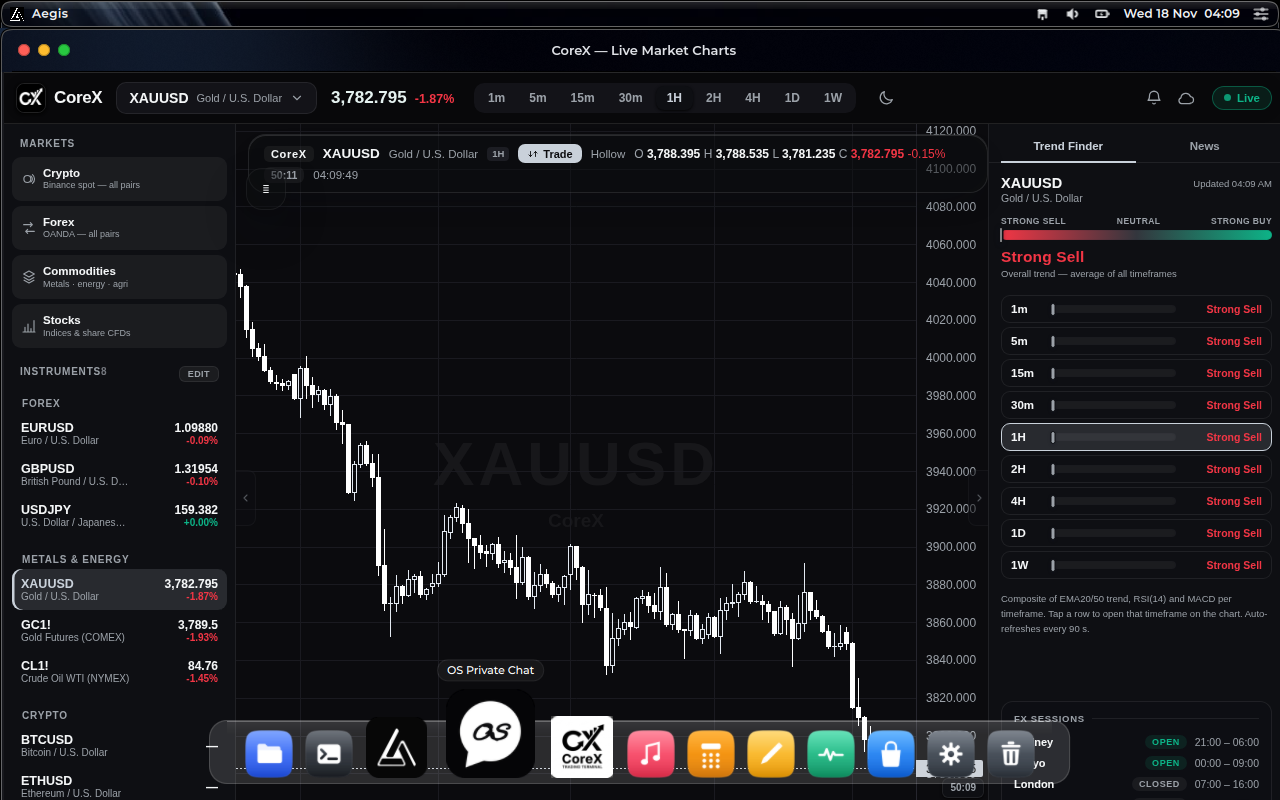 Aegis
Wed 18 Nov 04:09
CoreX — Live Market Charts
CX CoreX
XAUUSD Gold / U.S. Dollar
3,782.795 -1.87%
1m 5m 15m 30m 1H 2H 4H 1D 1W
Live
MARKETS
Crypto
Binance spot — all pairs
Forex
OANDA — all pairs
Commodities
Metals · energy · agri
Stocks
Indices & share CFDs
INSTRUMENTS8
EDIT
FOREX
EURUSD 1.09880
Euro / U.S. Dollar -0.09%
GBPUSD 1.31954
British Pound / U.S. D… -0.10%
USDJPY 159.382
U.S. Dollar / Japanes… +0.00%
METALS & ENERGY
XAUUSD 3,782.795
Gold / U.S. Dollar -1.87%
GC1! 3,789.5
Gold Futures (COMEX) -1.93%
CL1! 84.76
Crude Oil WTI (NYMEX) -1.45%
CRYPTO
BTCUSD —
Bitcoin / U.S. Dollar
ETHUSD —
Ethereum / U.S. Dollar
CoreX XAUUSD Gold / U.S. Dollar 1H Trade Hollow O 3,788.395 H 3,788.535 L 3,781.235 C 3,782.795 -0.15%
50:11 04:09:49
XAUUSD
CoreX
4120.000
4100.000
4080.000
4060.000
4040.000
4020.000
4000.000
3980.000
3960.000
3940.000
3920.000
3900.000
3880.000
3860.000
3840.000
3820.000
50:09
Trend Finder News
XAUUSD Updated 04:09 AM
Gold / U.S. Dollar
STRONG SELL NEUTRAL STRONG BUY
Strong Sell
Overall trend — average of all timeframes
1m Strong Sell
5m Strong Sell
15m Strong Sell
30m Strong Sell
1H Strong Sell
2H Strong Sell
4H Strong Sell
1D Strong Sell
1W Strong Sell
Composite of EMA20/50 trend, RSI(14) and MACD per
timeframe. Tap a row to open that timeframe on the chart. Auto-
refreshes every 90 s.
FX SESSIONS
OPEN 21:00 – 06:00
OPEN 00:00 – 09:00
London CLOSED 07:00 – 16:00
OS Private Chat
OS
CX
CoreX
TRADING TERMINAL